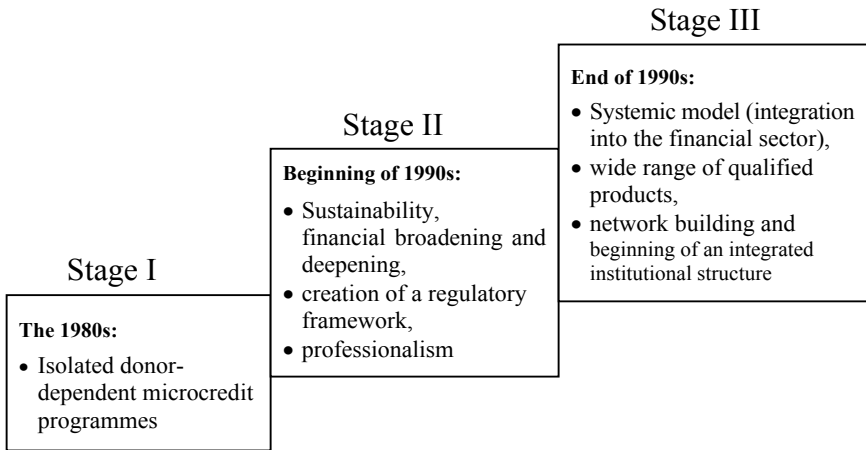 Stage I
The 1980s:
• Isolated donor-
dependent microcredit
programmes
Stage II
Beginning of 1990s:
• Sustainability,
financial broadening and
deepening,
• creation of a regulatory
framework,
• professionalism
Stage III
End of 1990s:
• Systemic model (integration
into the financial sector),
• wide range of qualified
products,
• network building and
beginning of an integrated
institutional structure